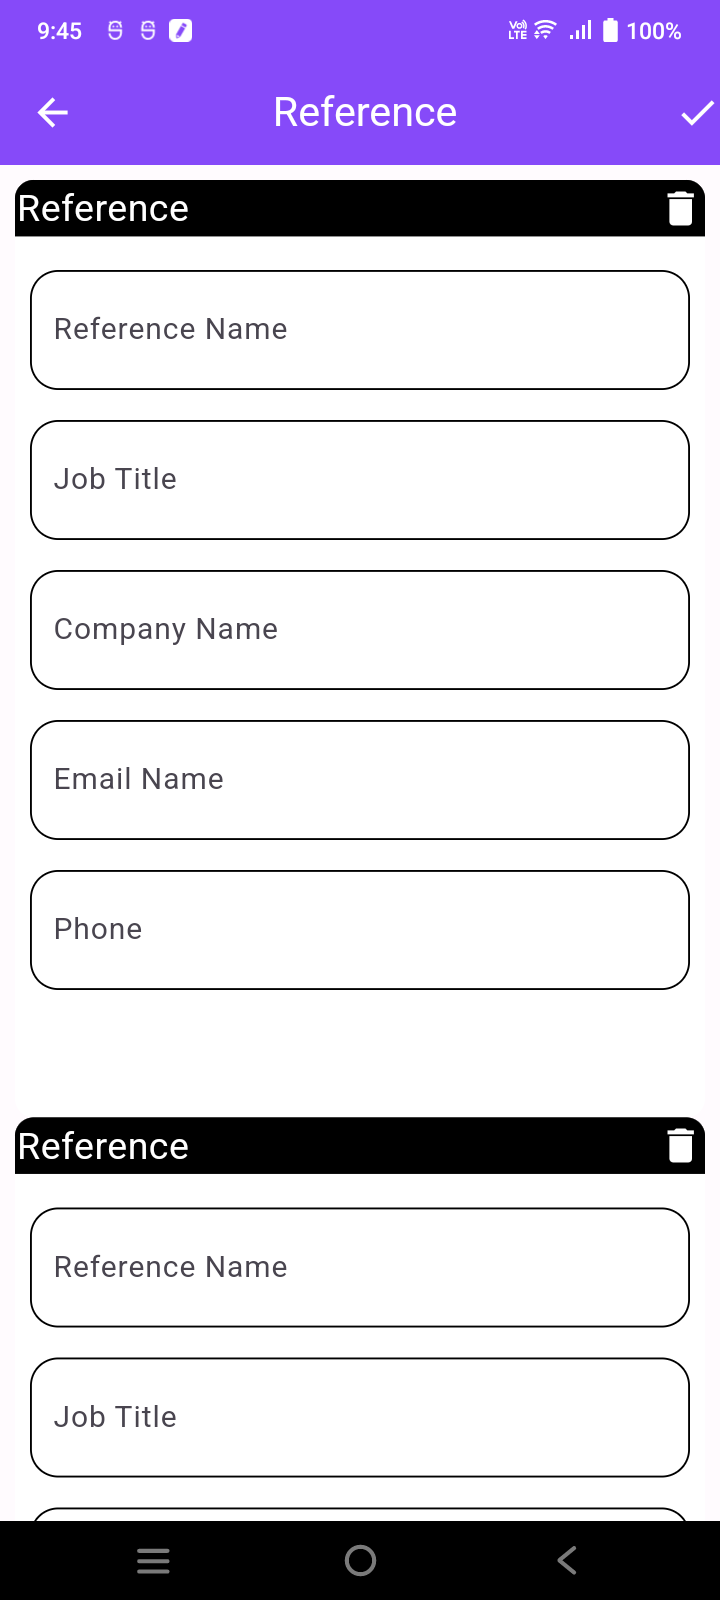 9:45
Vo) LTE 100%
Reference
Reference
Reference Name
Job Title
Company Name
Email Name
Phone
Reference
Reference Name
Job Title